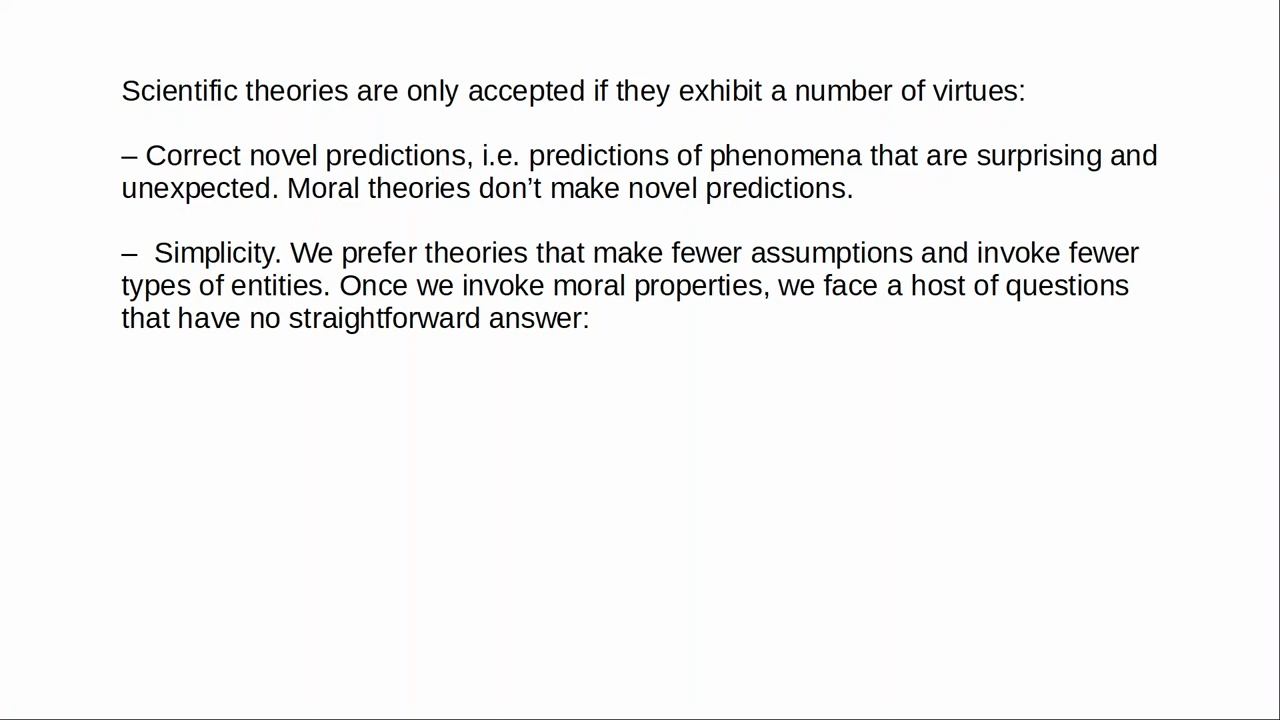 Scientific theories are only accepted if they exhibit a number of virtues:
– Correct novel predictions, i.e. predictions of phenomena that are surprising and
unexpected. Moral theories don’t make novel predictions.
–  Simplicity. We prefer theories that make fewer assumptions and invoke fewer
types of entities. Once we invoke moral properties, we face a host of questions
that have no straightforward answer: